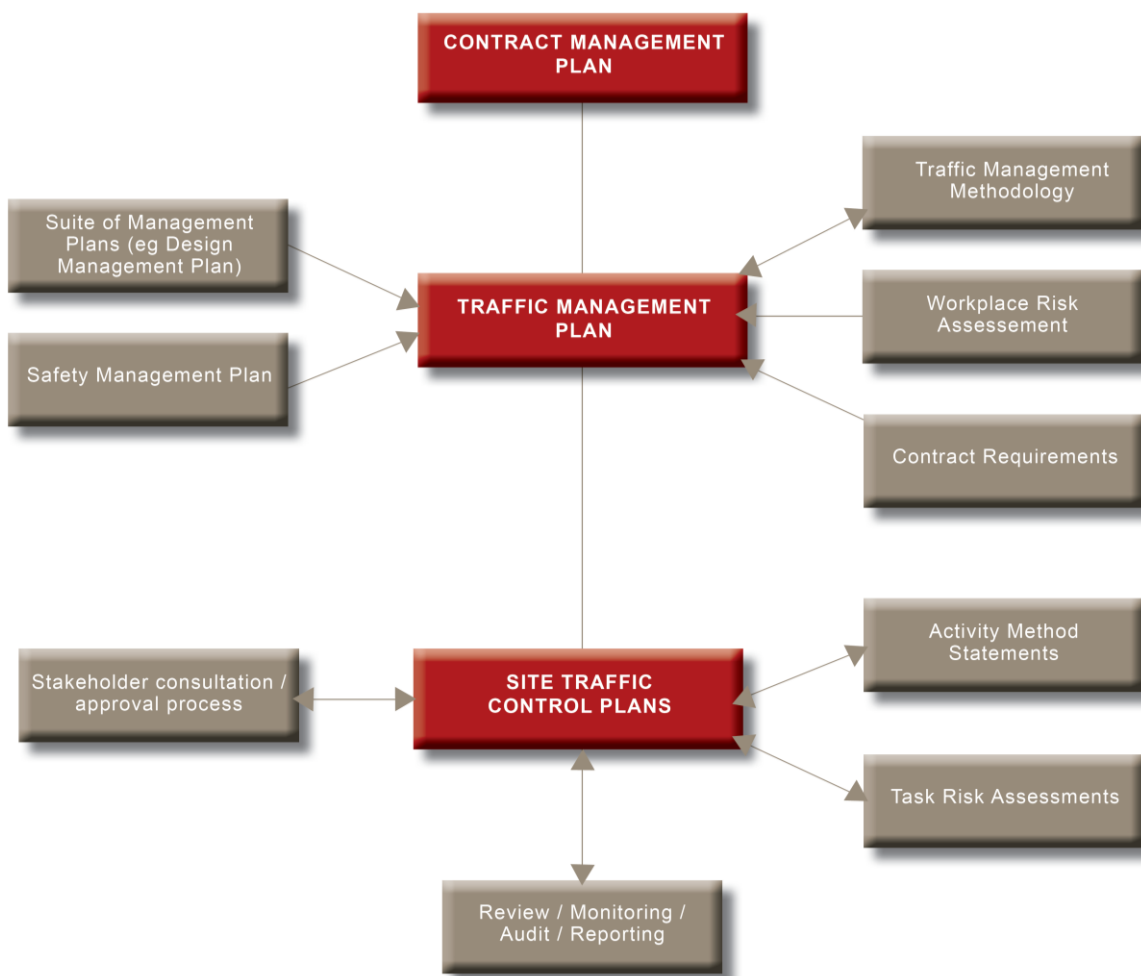 CONTRACT MANAGEMENT
PLAN
Traffic Management
Methodology
Suite of Management
Plans (eg Design
Management Plan)
TRAFFIC MANAGEMENT
PLAN
Workplace Risk
Assessement
Safety Management Plan
Contract Requirements
Activity Method
Statements
Stakeholder consultation /
approval process
SITE TRAFFIC
CONTROL PLANS
Task Risk Assessments
Review / Monitoring /
Audit / Reporting